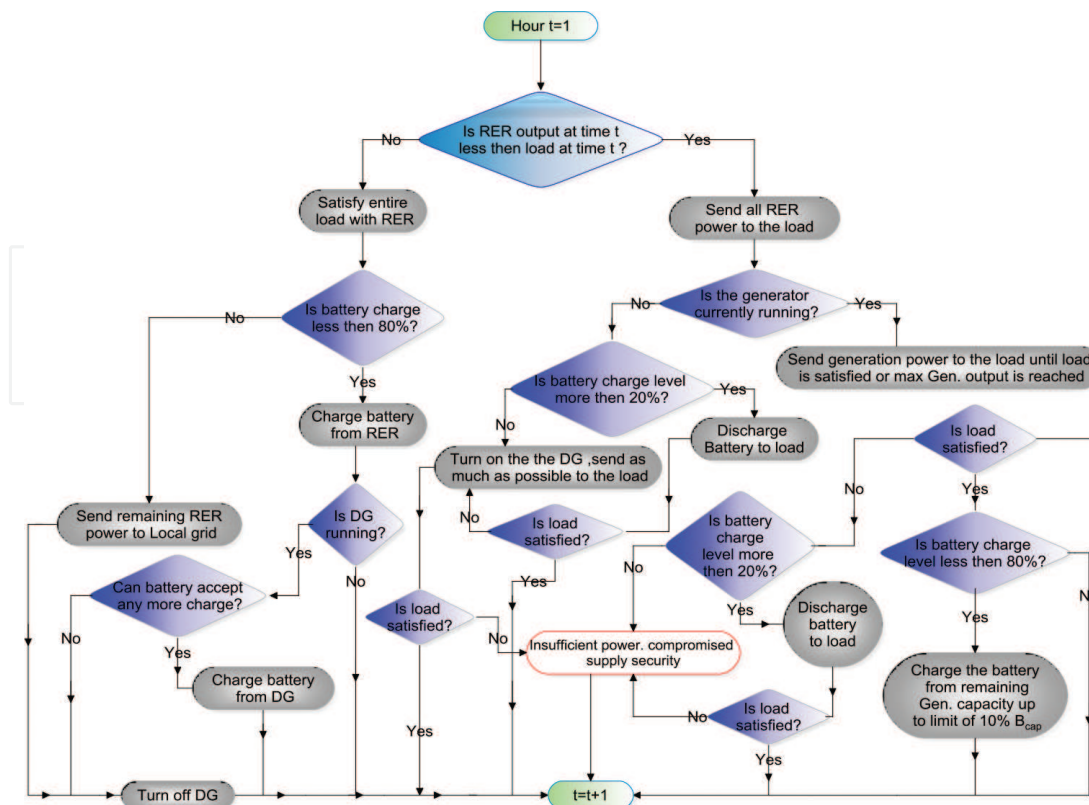 Hour t=1
Is RER output at time t
less then load at time t ?
No
Yes
Satisfy entire
load with RER
Send all RER
power to the load
Is battery charge
less then 80%?
No
Yes
Is the generator
currently running?
No
Yes
Send generation power to the load until load
is satisfied or max Gen. output is reached
Is battery charge level
more then 20%?
Yes
No
Charge battery
from RER
Discharge
Battery to load
Is load
satisfied?
No
Yes
Turn on the the DG ,send as
much as possible to the load
Send remaining RER
power to Local grid
Is DG
running?
Yes
No
Is load
satisfied?
No
Yes
Is battery
charge
level more
then 20%?
No
Yes
Is battery charge
level less then 80%?
Yes
Can battery accept
any more charge?
No
Yes
Is load
satisfied?
No
Yes
Discharge
battery
to load
Insufficient power. compromised
supply security
Charge battery
from DG
Charge the battery
from remaining
Gen. capacity up
to limit of 10% Bcap
Is load
satisfied?
No
Yes
Turn off DG
t=t+1